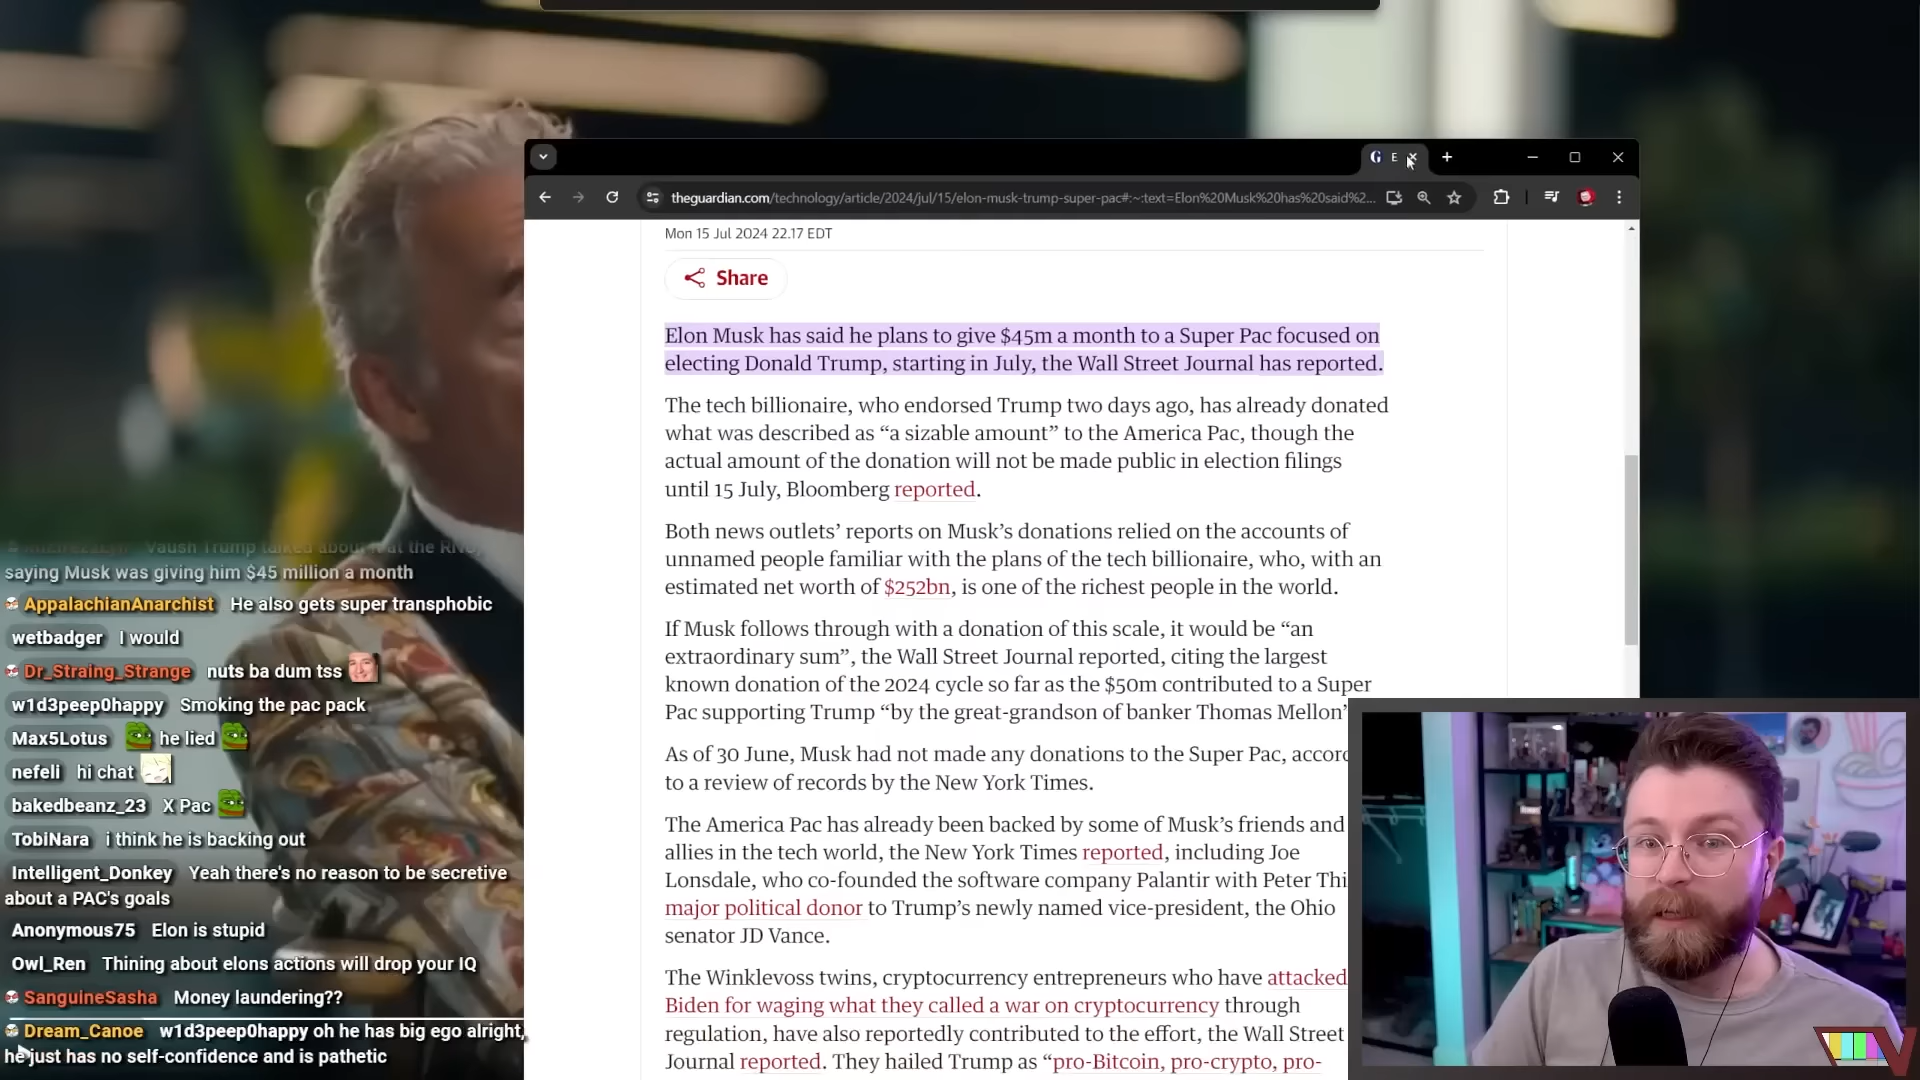 E
theguardian.com/technology/article/2024/jul/15/elon-musk-trump-super-pac#:~:text=Elon%20Musk%20has%20said%2...
Mon 15 Jul 2024 22.17 EDT
Share
Elon Musk has said he plans to give $45m a month to a Super Pac focused on
electing Donald Trump, starting in July, the Wall Street Journal has reported.
The tech billionaire, who endorsed Trump two days ago, has already donated
what was described as “a sizable amount” to the America Pac, though the
actual amount of the donation will not be made public in election filings
until 15 July, Bloomberg reported.
Both news outlets’ reports on Musk’s donations relied on the accounts of
unnamed people familiar with the plans of the tech billionaire, who, with an
estimated net worth of $252bn, is one of the richest people in the world.
If Musk follows through with a donation of this scale, it would be “an
extraordinary sum”, the Wall Street Journal reported, citing the largest
known donation of the 2024 cycle so far as the $50m contributed to a Super
Pac supporting Trump “by the great-grandson of banker Thomas Mellon”
As of 30 June, Musk had not made any donations to the Super Pac, accord
to a review of records by the New York Times.
The America Pac has already been backed by some of Musk’s friends and
allies in the tech world, the New York Times reported, including Joe
Lonsdale, who co-founded the software company Palantir with Peter Thi
major political donor to Trump’s newly named vice-president, the Ohio
senator JD Vance.
The Winklevoss twins, cryptocurrency entrepreneurs who have attacked
Biden for waging what they called a war on cryptocurrency through
regulation, have also reportedly contributed to the effort, the Wall Street
Journal reported. They hailed Trump as “pro-Bitcoin, pro-crypto, pro-
Vaush Trump talked about it at the RNC,
saying Musk was giving him $45 million a month
AppalachianAnarchist He also gets super transphobic
wetbadger I would
Dr_Straing_Strange nuts ba dum tss
w1d3peep0happy Smoking the pac pack
Max5Lotus he lied
nefeli hi chat
bakedbeanz_23 X Pac
TobiNara i think he is backing out
Intelligent_Donkey Yeah there's no reason to be secretive
about a PAC's goals
Anonymous75 Elon is stupid
Owl_Ren Thining about elons actions will drop your IQ
SanguineSasha Money laundering??
Dream_Canoe w1d3peep0happy oh he has big ego alright,
he just has no self-confidence and is pathetic